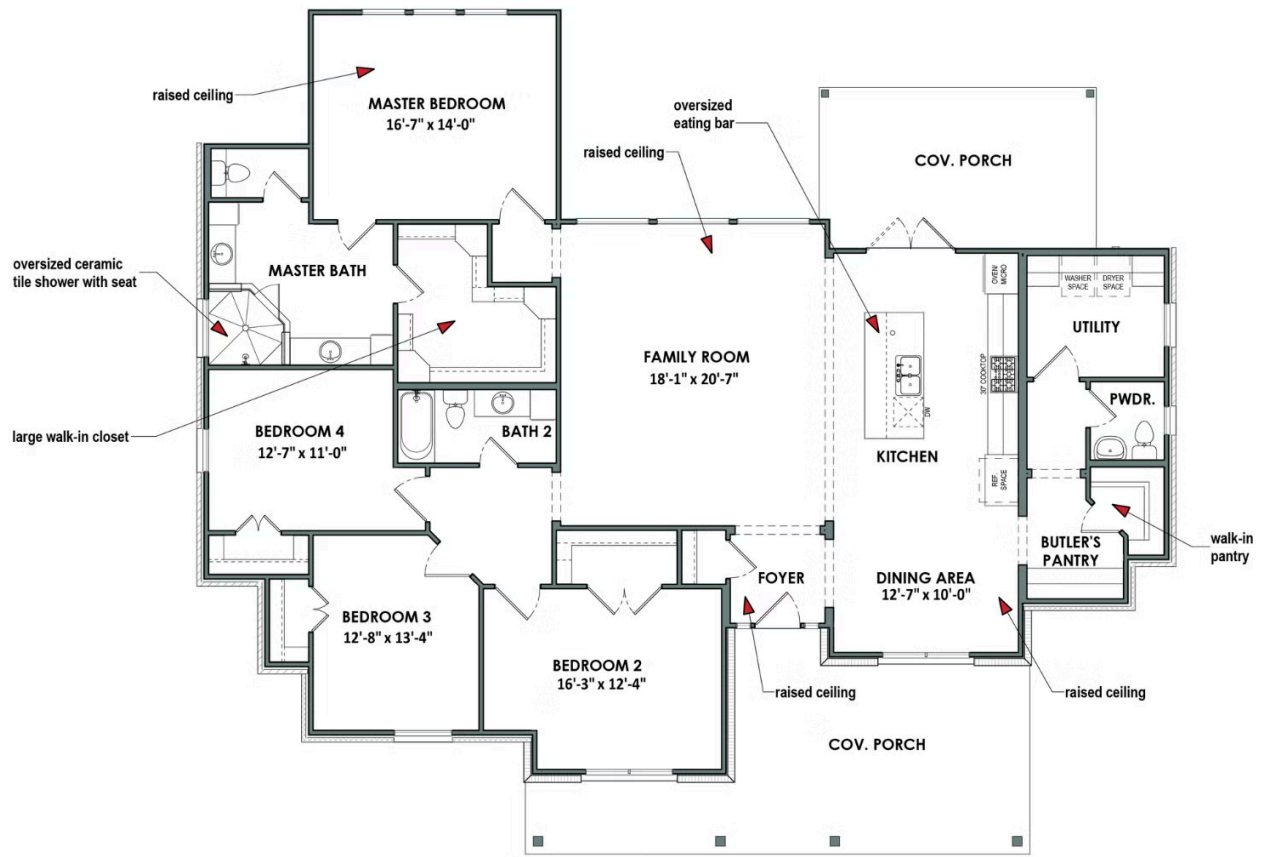 raised ceiling
MASTER BEDROOM
16'-7" x 14'-0"
oversized
eating bar
raised ceiling
COV. PORCH
oversized ceramic
tile shower with seat
MASTER BATH
OVEN/
MICRO
WASHER
SPACE
DRYER
SPACE
UTILITY
FAMILY ROOM
18'-1" x 20'-7"
30" COOKTOP
DW
PWDR.
large walk-in closet
BEDROOM 4
12'-7" x 11'-0"
BATH 2
KITCHEN
REF.
SPACE
walk-in
pantry
BUTLER'S
PANTRY
FOYER
DINING AREA
12'-7" x 10'-0"
BEDROOM 3
12'-8" x 13'-4"
BEDROOM 2
16'-3" x 12'-4"
raised ceiling
raised ceiling
COV. PORCH